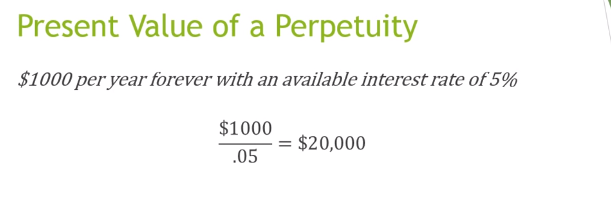 Present Value of a Perpetuity
$1000 per year forever with an available interest rate of 5%
$1000
.05
= $20,000